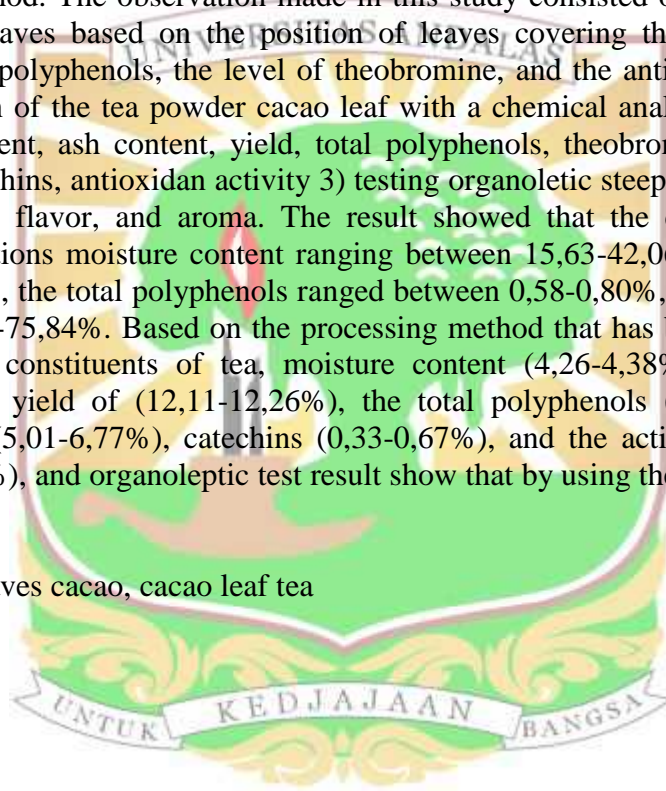 od. The observation made in this study consisted o
eaves based on the position of leaves covering th
UNIVERSITAS ANDALAS
polyphenols, the level of theobromine, and the anti
n of the tea powder cacao leaf with a chemical anal
ent, ash content, yield, total polyphenols, theobron
hins, antioxidan activity 3) testing organoletic steep
flavor, and aroma. The result showed that the
tions moisture content ranging between 15,63-42,0
, the total polyphenols ranged between 0,58-0,80%,
-75,84%. Based on the processing method that has
constituents of tea, moisture content (4,26-4,38%
yield of (12,11-12,26%), the total polyphenols (
(5,01-6,77%), catechins (0,33-0,67%), and the acti
%), and organoleptic test result show that by using the
ves cacao, cacao leaf tea
UNTUK KEDJAJAAN BANGSA